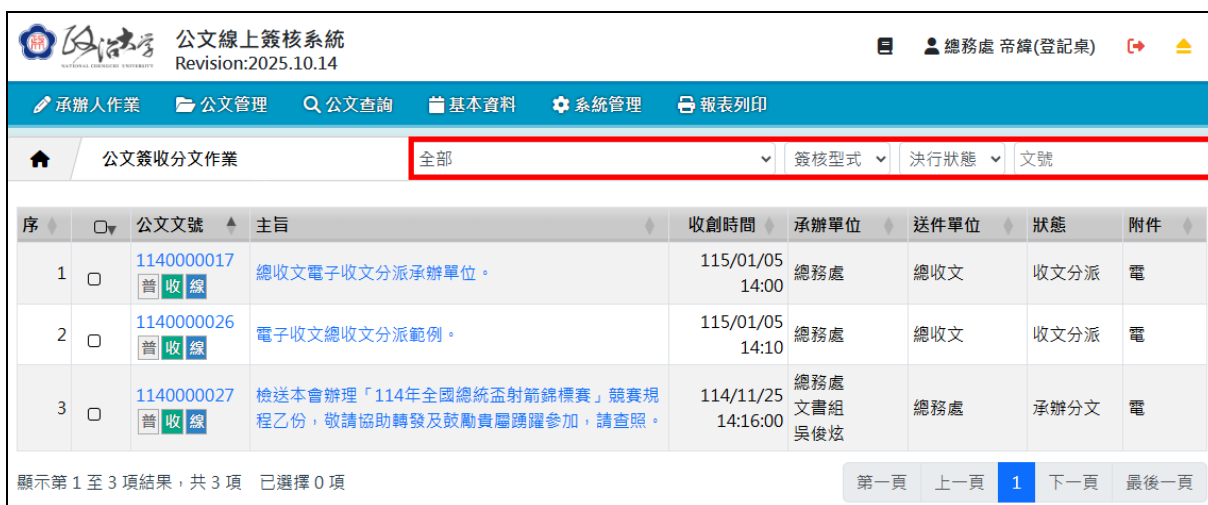 政治大学
NATIONAL CHENGCHI UNIVERSITY
公文線上簽核系統
Revision:2025.10.14
總務處 帝緯(登記桌)
承辦人作業 公文管理 公文查詢 基本資料 系統管理 報表列印
公文簽收分文作業 全部 簽核型式 決行狀態 文號
序 公文文號 主旨 收創時間 承辦單位 送件單位 狀態 附件
1 1140000017 普 收 線 總收文電子收文分派承辦單位。 115/01/05 14:00 總務處 總收文 收文分派 電
2 1140000026 普 收 線 電子收文總收文分派範例。 115/01/05 14:10 總務處 總收文 收文分派 電
3 1140000027 普 收 線 檢送本會辦理「114年全國總統盃射箭錦標賽」競賽規
程乙份，敬請協助轉發及鼓勵貴屬踴躍參加，請查照。 114/11/25 14:16:00 總務處 文書組 吳俊炫 總務處 承辦分文 電
顯示第 1 至 3 項結果，共 3 項 已選擇 0 項
第一頁 上一頁 1 下一頁 最後一頁